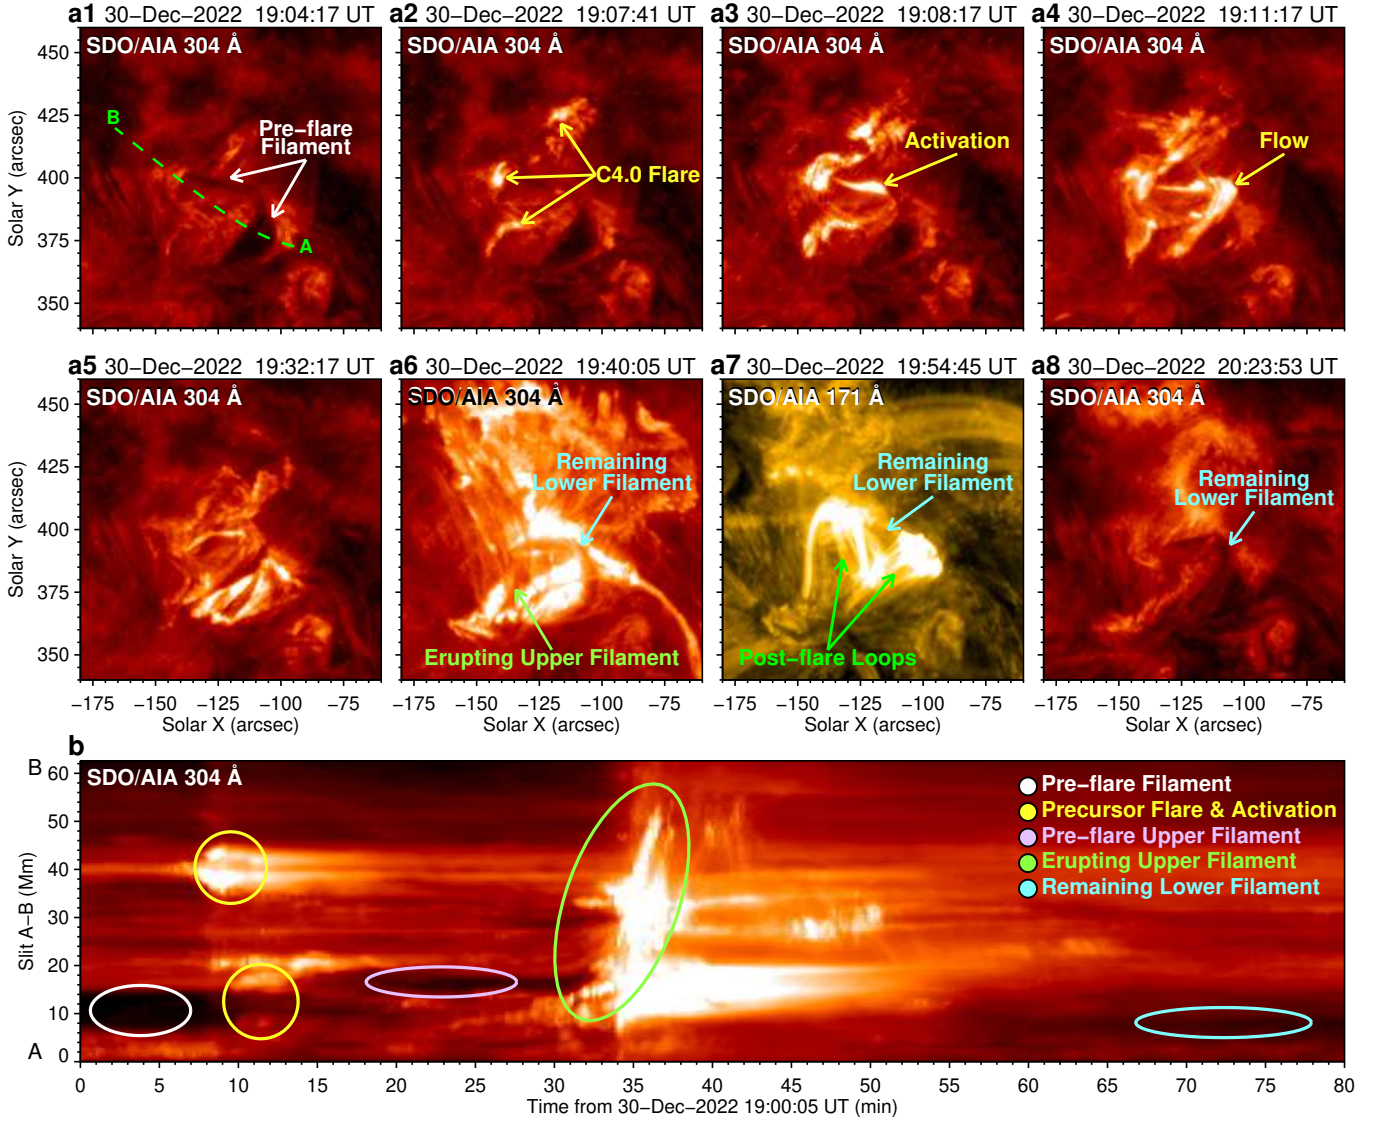 a1 30−Dec−2022 19:04:17 UT
a2 30−Dec−2022 19:07:41 UT
a3 30−Dec−2022 19:08:17 UT
a4 30−Dec−2022 19:11:17 UT
SDO/AIA 304 Å
SDO/AIA 304 Å
SDO/AIA 304 Å
SDO/AIA 304 Å
450
425
400
375
350
Solar Y (arcsec)
B
A
Pre−flare
Filament
C4.0 Flare
Activation
Flow
a5 30−Dec−2022 19:32:17 UT
a6 30−Dec−2022 19:40:05 UT
a7 30−Dec−2022 19:54:45 UT
a8 30−Dec−2022 20:23:53 UT
SDO/AIA 304 Å
SDO/AIA 304 Å
SDO/AIA 171 Å
SDO/AIA 304 Å
450
425
400
375
350
Solar Y (arcsec)
Remaining
Lower Filament
Erupting Upper Filament
Remaining
Lower Filament
Post−flare Loops
Remaining
Lower Filament
−175 −150 −125 −100 −75
−175 −150 −125 −100 −75
−175 −150 −125 −100 −75
−175 −150 −125 −100 −75
Solar X (arcsec)
Solar X (arcsec)
Solar X (arcsec)
Solar X (arcsec)
b
SDO/AIA 304 Å
B
A
60
50
40
30
20
10
0
Slit A−B (Mm)
Pre−flare Filament
Precursor Flare & Activation
Pre−flare Upper Filament
Erupting Upper Filament
Remaining Lower Filament
0 5 10 15 20 25 30 35 40 45 50 55 60 65 70 75 80
Time from 30−Dec−2022 19:00:05 UT (min)